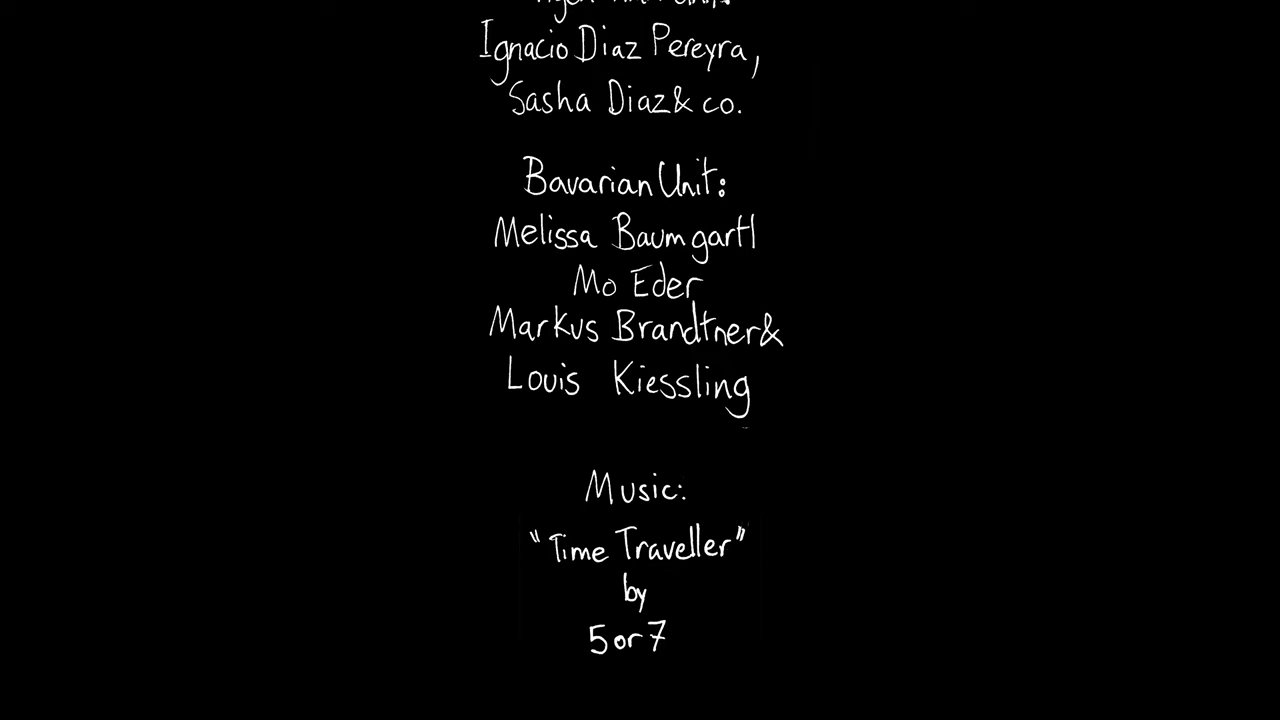 Ignacio Diaz Pereyra,
Sasha Diaz & co.
Bavarian Unit:
Melissa Baumgartl
Mo Eder
Markus Brandtner &
Louis Kiessling
Music:
"Time Traveller"
by
5 or 7